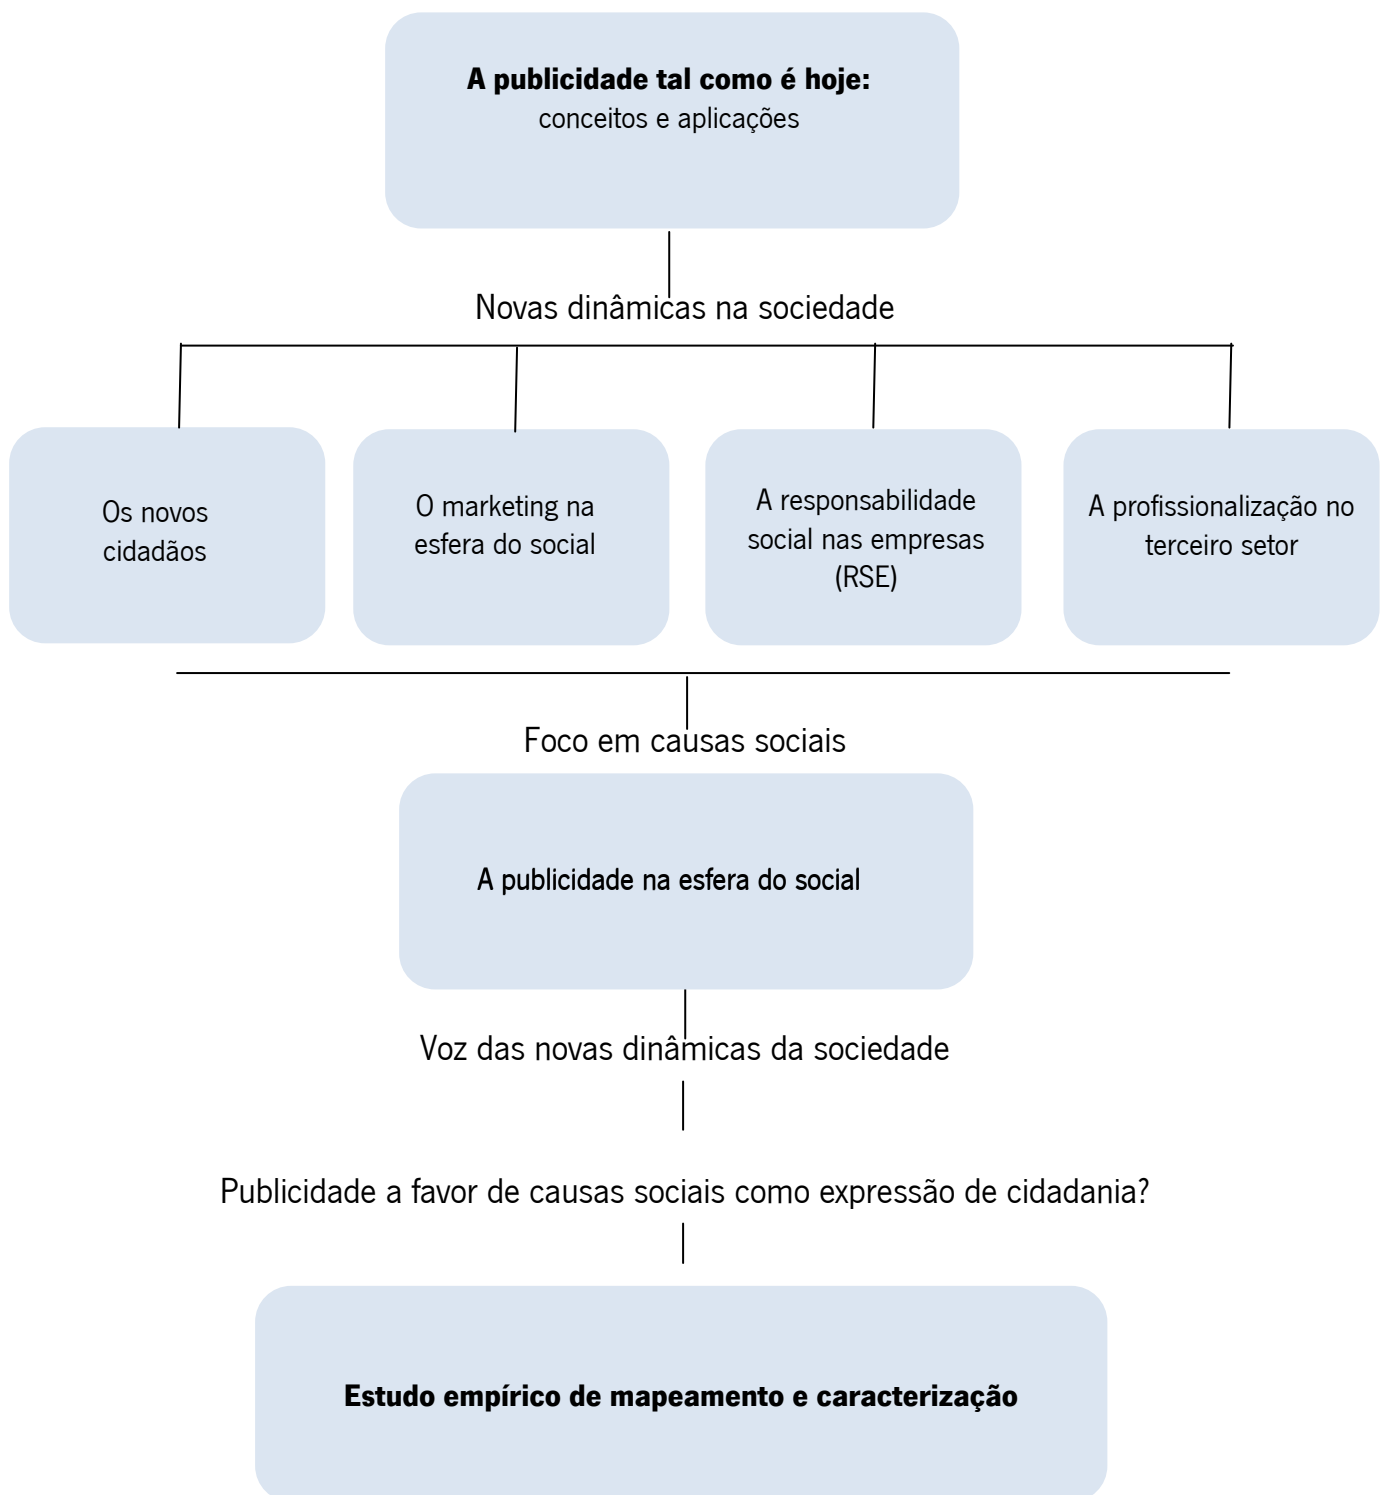 A publicidade tal como é hoje:
conceitos e aplicações
Novas dinâmicas na sociedade
Os novos
cidadãos
O marketing na
esfera do social
A responsabilidade
social nas empresas
(RSE)
A profissionalização no
terceiro setor
Foco em causas sociais
A publicidade na esfera do social
Voz das novas dinâmicas da sociedade
Publicidade a favor de causas sociais como expressão de cidadania?
Estudo empírico de mapeamento e caracterização